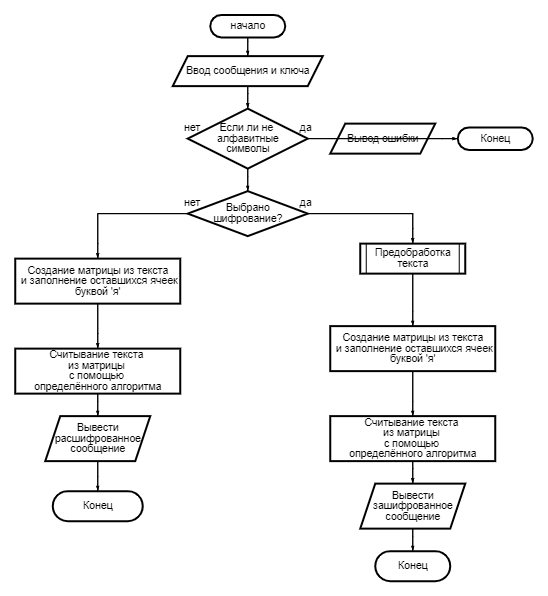 начало
Ввод сообщения и ключа
нет
Если ли не
алфавитные
символы
да
Вывод ошибки
Конец
нет
Выбрано
шифрование?
да
Создание матрицы из текста
и заполнение оставшихся ячеек
буквой 'я'
Считывание текста
из матрицы
с помощью
определённого алгоритма
Вывести
расшифрованное
сообщение
Конец
Предобработка
текста
Создание матрицы из текста
и заполнение оставшихся ячеек
буквой 'я'
Считывание текста
из матрицы
с помощью
определённого алгоритма
Вывести
зашифрованное
сообщение
Конец